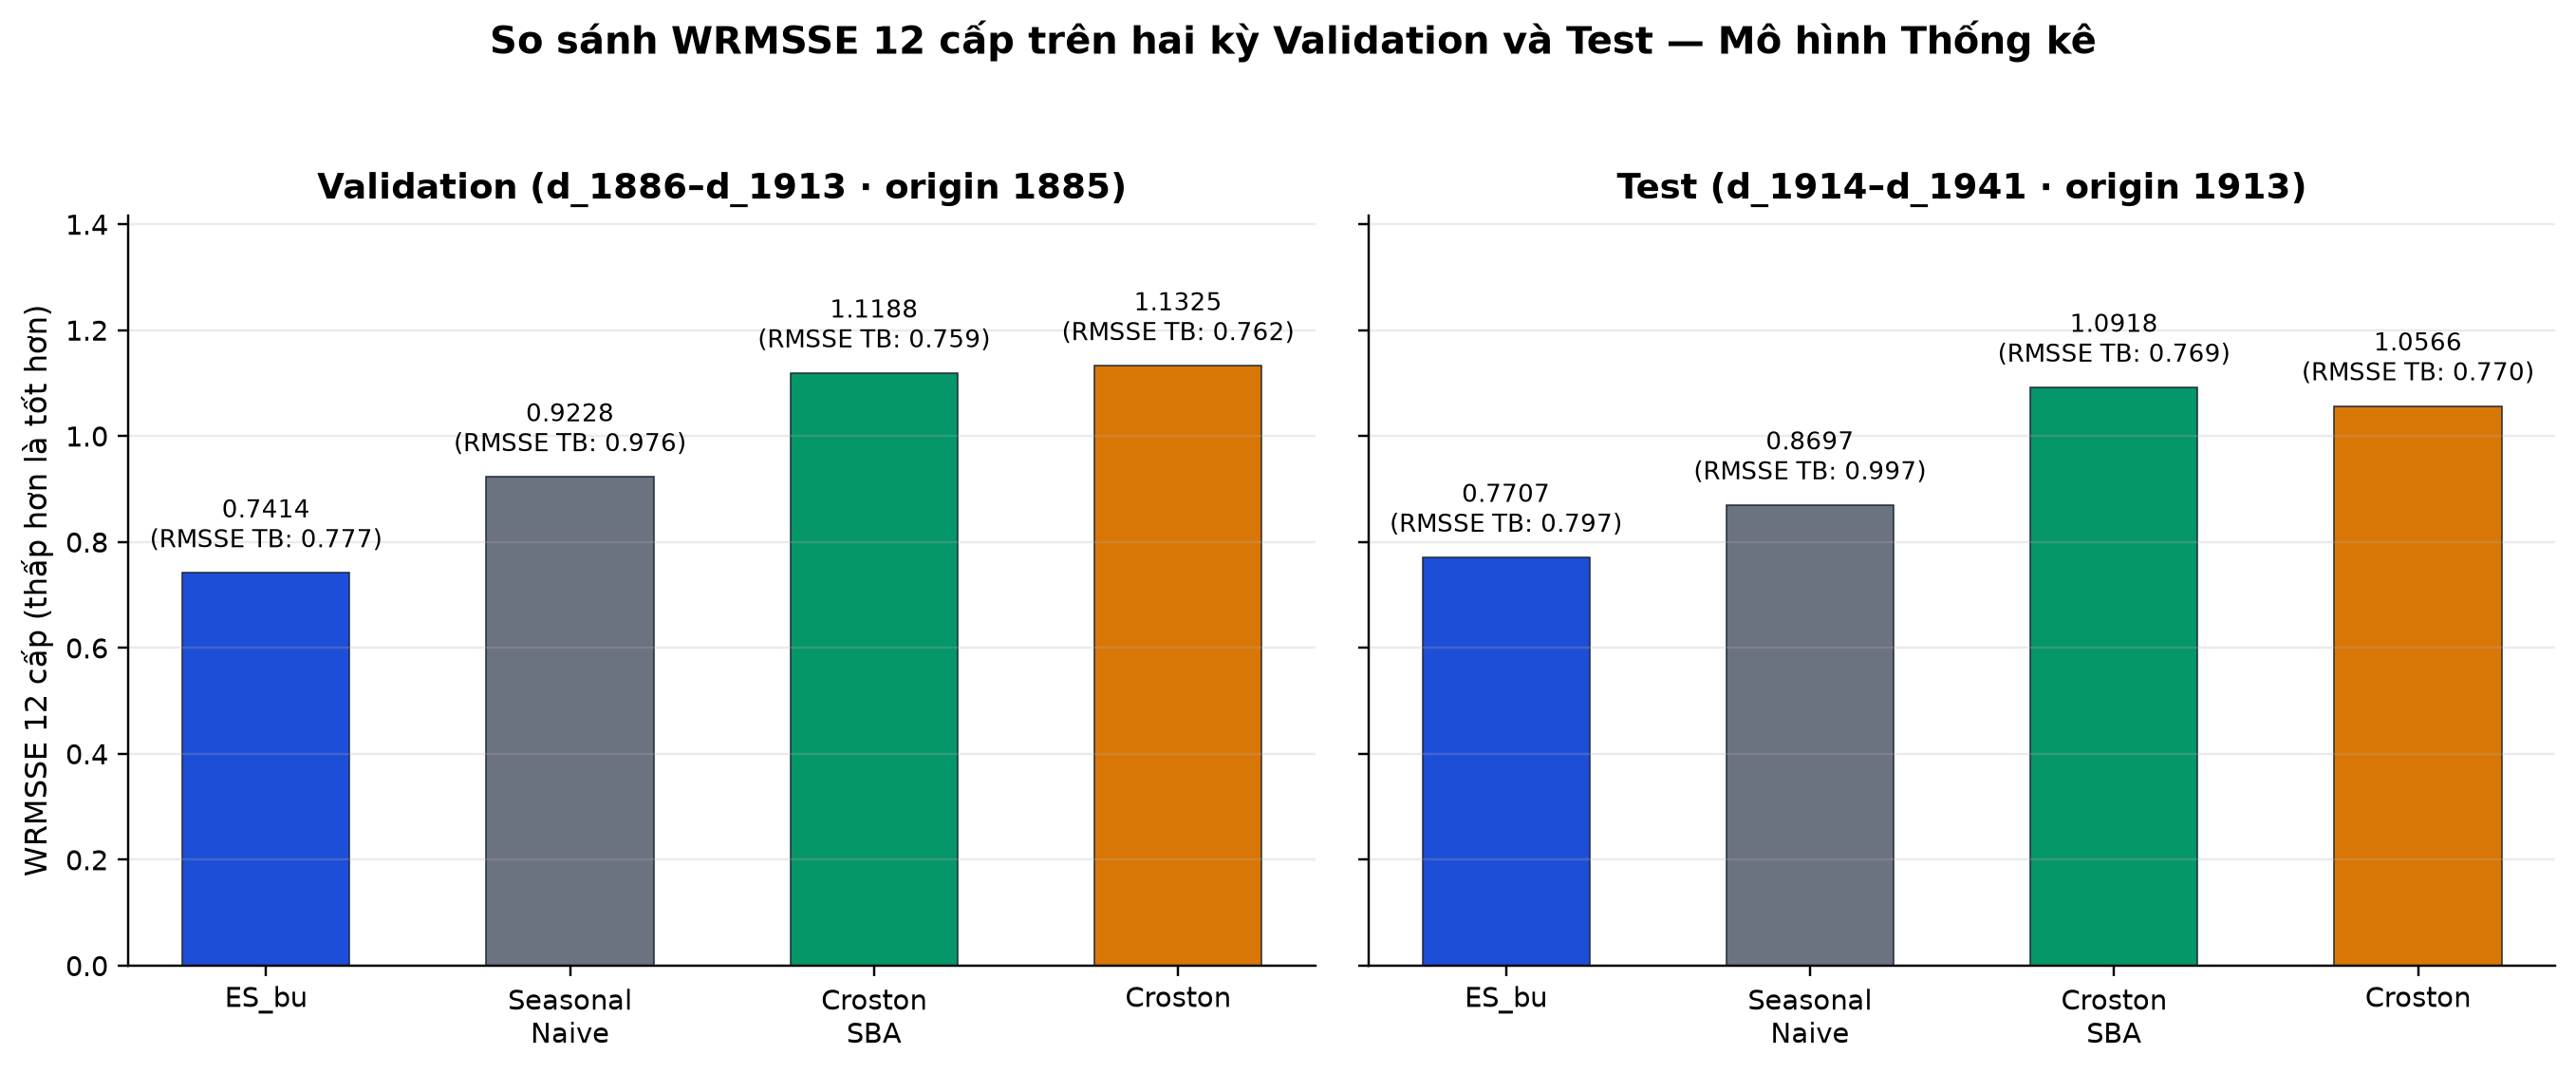 So sánh WRMSSE 12 cấp trên hai kỳ Validation và Test — Mô hình Thống kê
Validation (d_1886–d_1913 · origin 1885)
WRMSSE 12 cấp (thấp hơn là tốt hơn)
1.4
1.2
1.0
0.8
0.6
0.4
0.2
0.0
0.7414
(RMSSE TB: 0.777)
0.9228
(RMSSE TB: 0.976)
1.1188
(RMSSE TB: 0.759)
1.1325
(RMSSE TB: 0.762)
ES_bu
Seasonal
Naive
Croston
SBA
Croston
Test (d_1914–d_1941 · origin 1913)
0.7707
(RMSSE TB: 0.797)
0.8697
(RMSSE TB: 0.997)
1.0918
(RMSSE TB: 0.769)
1.0566
(RMSSE TB: 0.770)
ES_bu
Seasonal
Naive
Croston
SBA
Croston